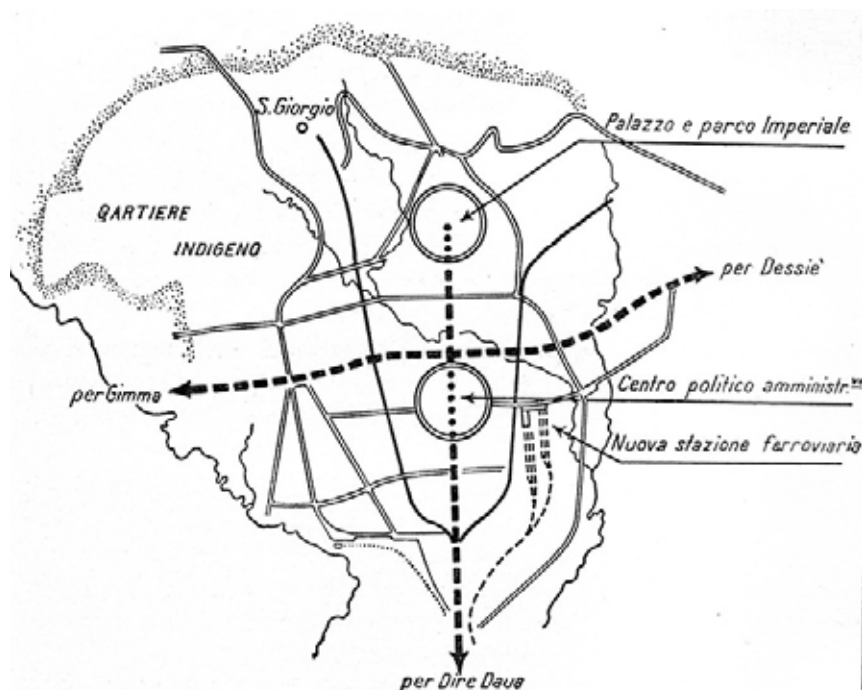 S. Giorgio
Palazzo e parco Imperiale
QARTIERE
INDIGENO
per Dessiè
per Gimma
Centro politico amministr.vo
Nuova stazione ferroviaria
per Dire Daua